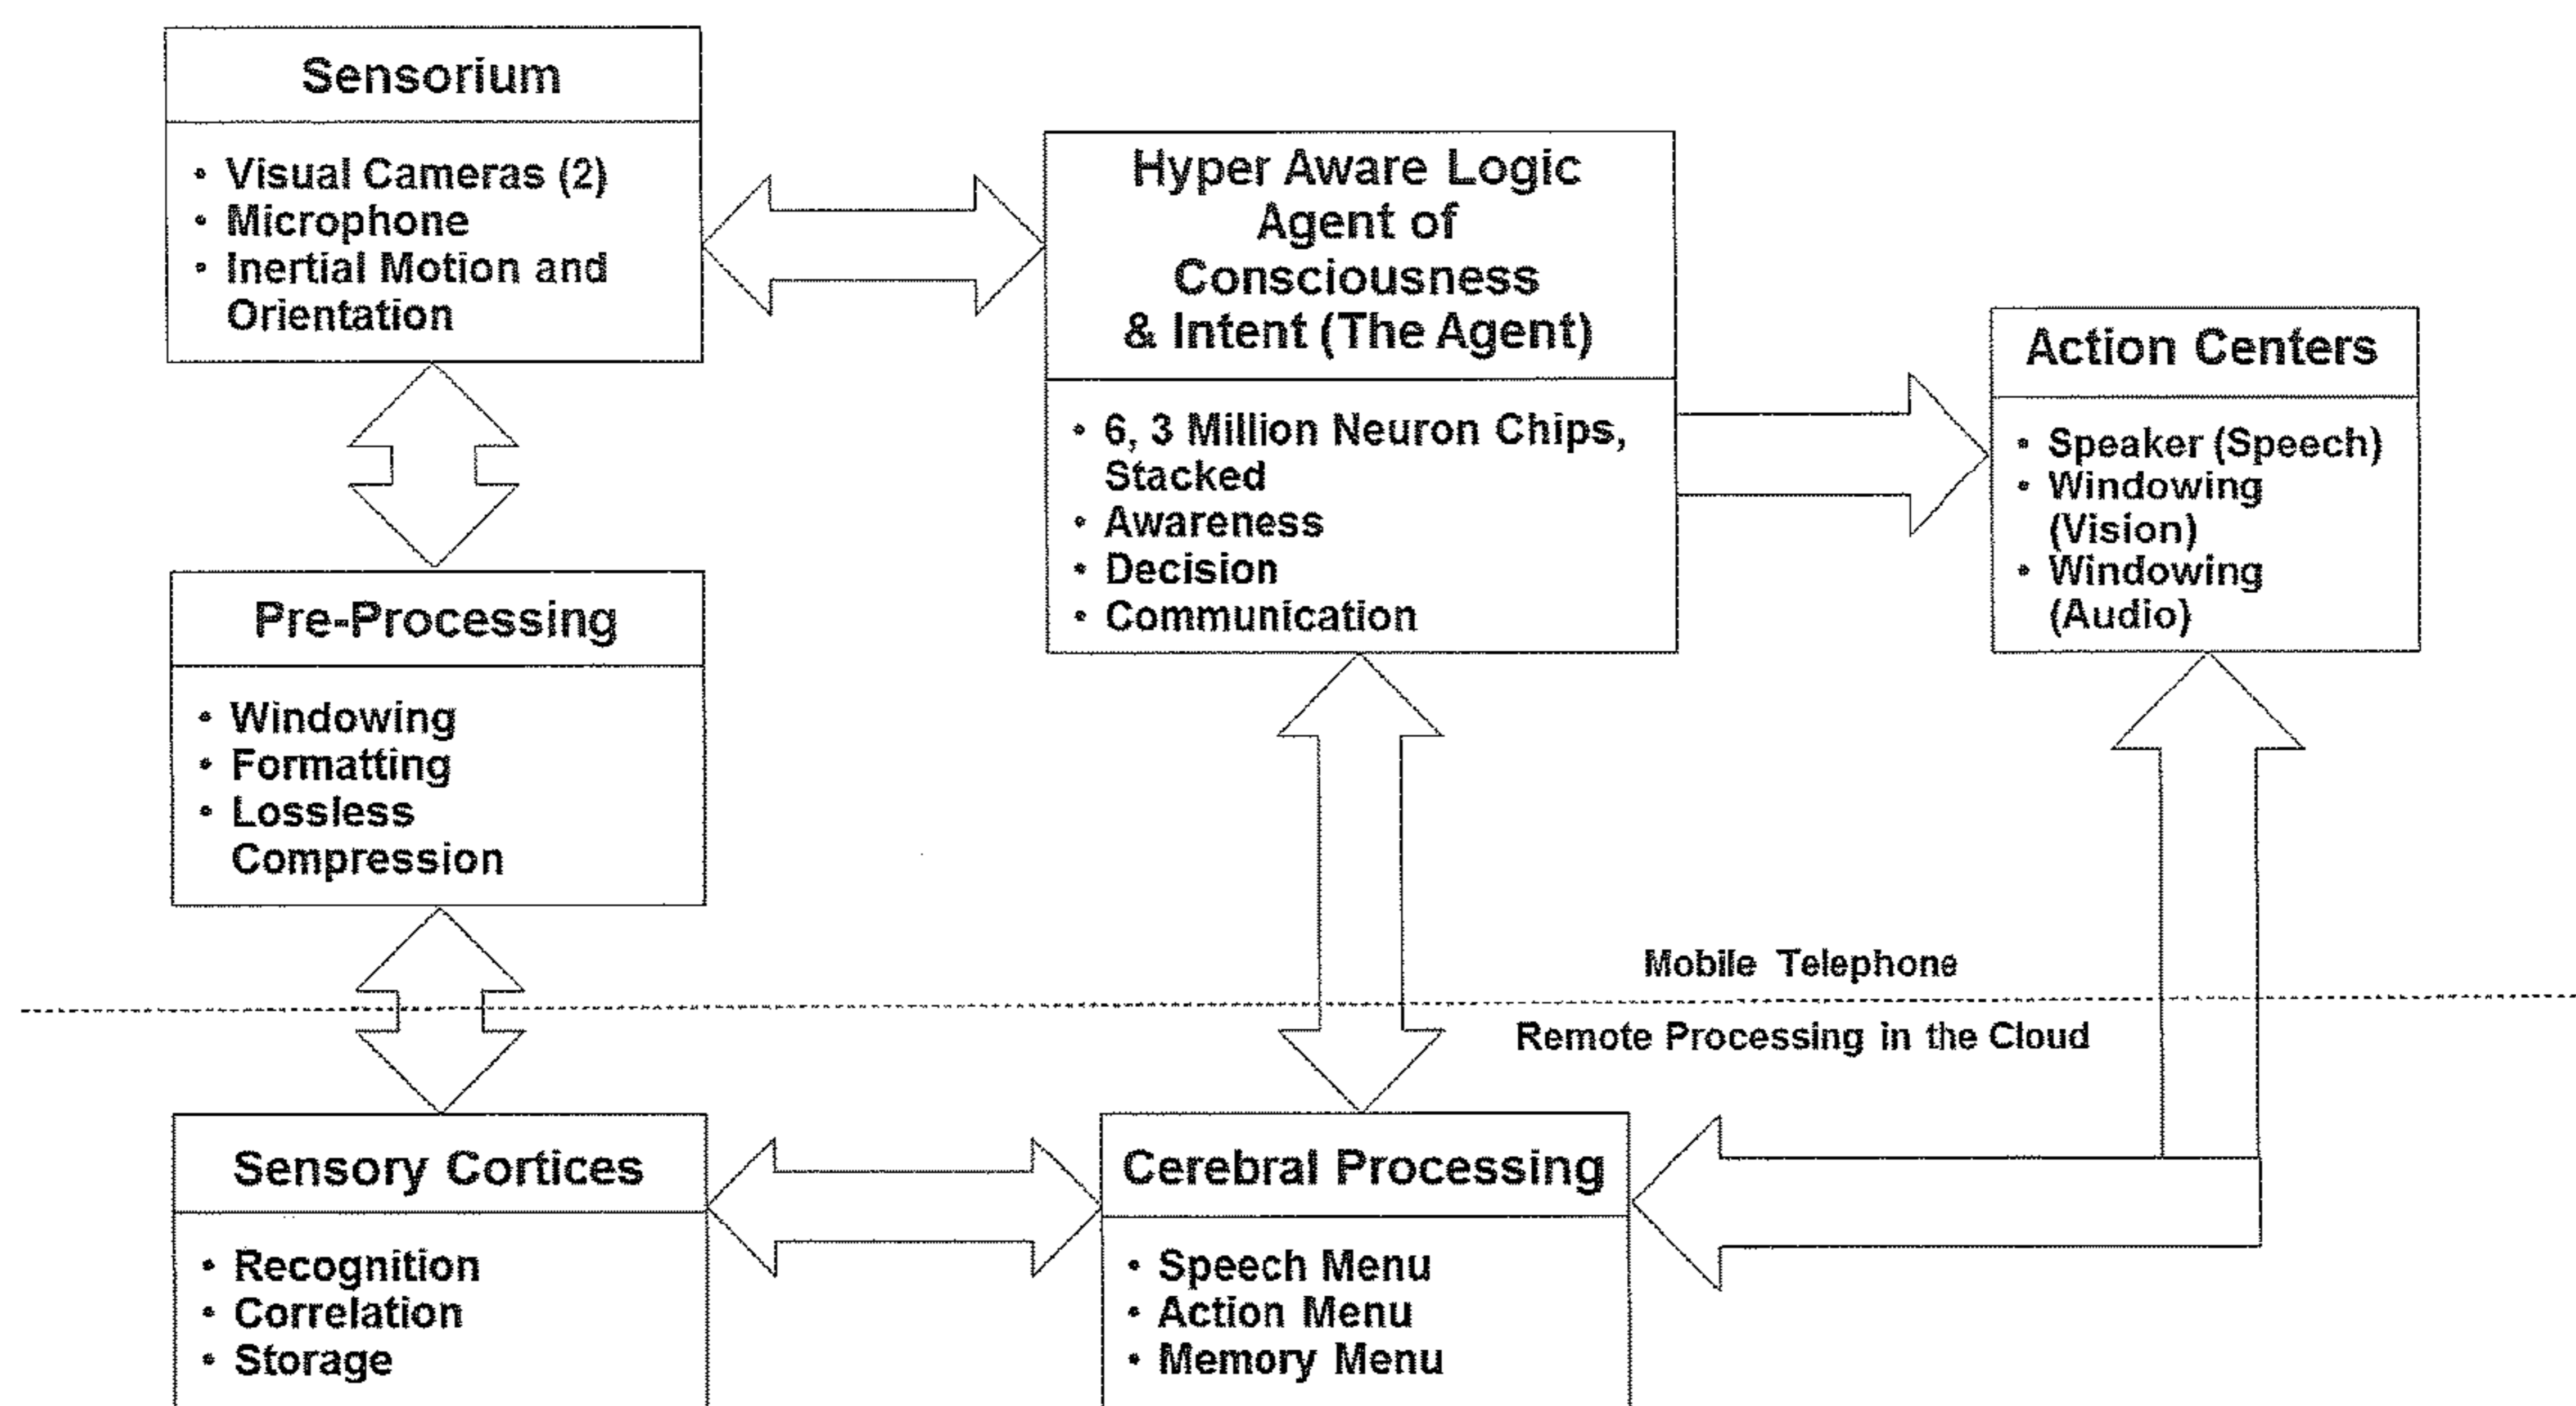 Sensorium
• Visual Cameras (2)
• Microphone
• Inertial Motion and
Orientation
Hyper Aware Logic
Agent of
Consciousness
& Intent (The Agent)
• 6, 3 Million Neuron Chips,
Stacked
• Awareness
• Decision
• Communication
Action Centers
• Speaker (Speech)
• Windowing
(Vision)
• Windowing
(Audio)
Pre-Processing
• Windowing
• Formatting
• Lossless
Compression
Mobile Telephone
Remote Processing in the Cloud
Sensory Cortices
• Recognition
• Correlation
• Storage
Cerebral Processing
• Speech Menu
• Action Menu
• Memory Menu